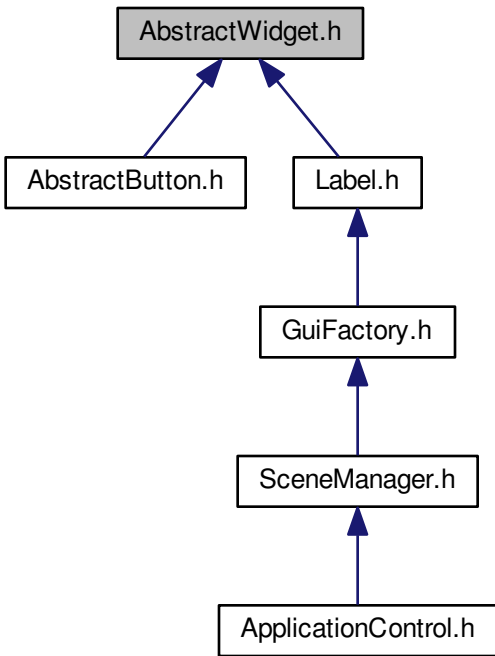 AbstractWidget.h
AbstractButton.h
Label.h
GuiFactory.h
SceneManager.h
ApplicationControl.h